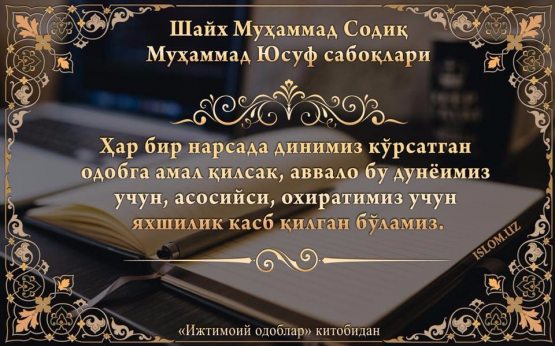 Шайх Муҳаммад Содиқ
Муҳаммад Юсуф сабоқлари
Ҳар бир нарсада динимиз кўрсатган
одобга амал қилсак, аввало бу дунёимиз
учун, асосийси, охиратимиз учун
яхшилик касб қилган бўламиз.
ISLOM.UZ
«Ижтимоий одоблар» китобидан